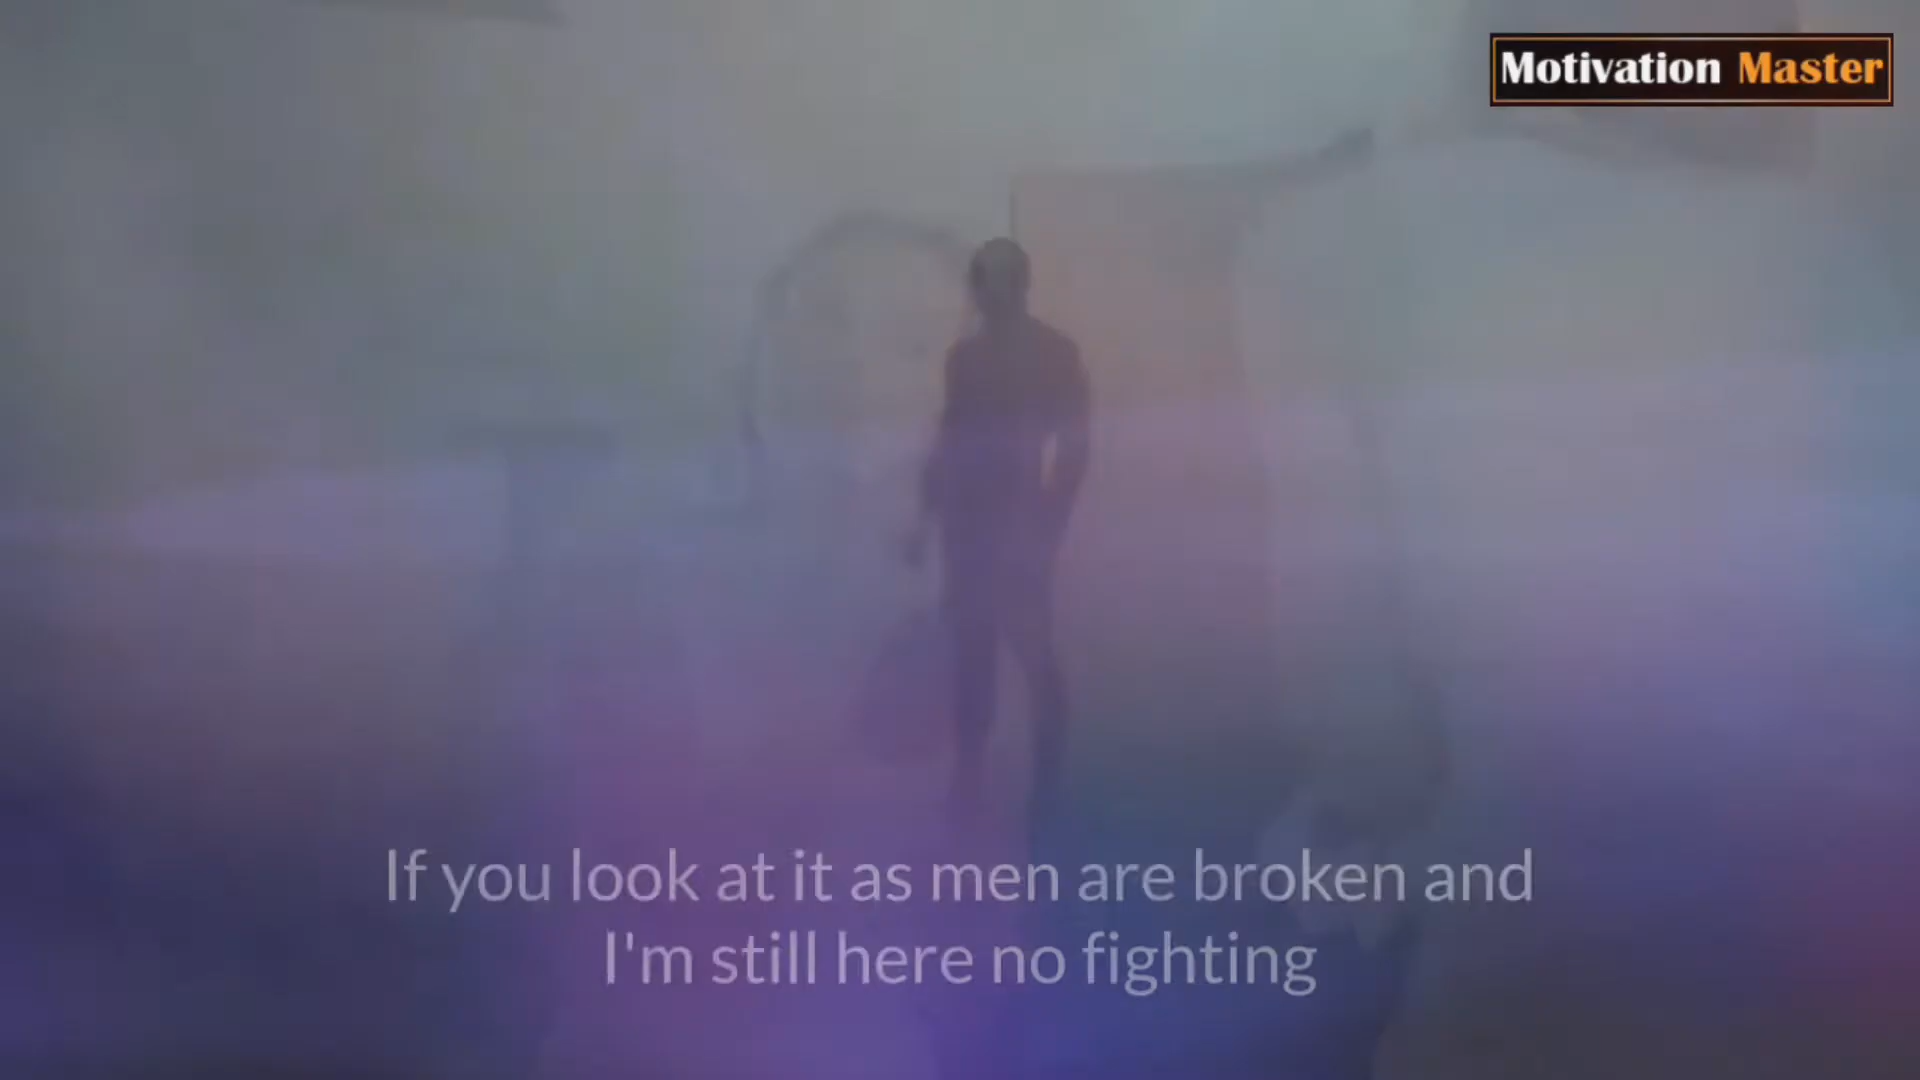 Motivation Master
If you look at it as men are broken and
I'm still here no fighting